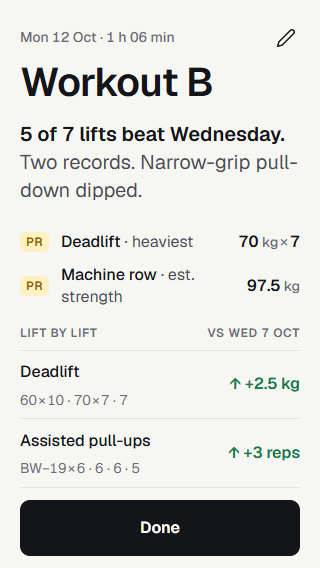 Mon 12 Oct · 1 h 06 min
Workout B
5 of 7 lifts beat Wednesday.
Two records. Narrow-grip pull-
down dipped.
PR Deadlift · heaviest 70 kg × 7
PR Machine row · est. 97.5 kg
strength
LIFT BY LIFT VS WED 7 OCT
Deadlift
↑ +2.5 kg
60×10 · 70×7 · 7
Assisted pull-ups
↑ +3 reps
BW−19×6 · 6 · 6 · 5
Done